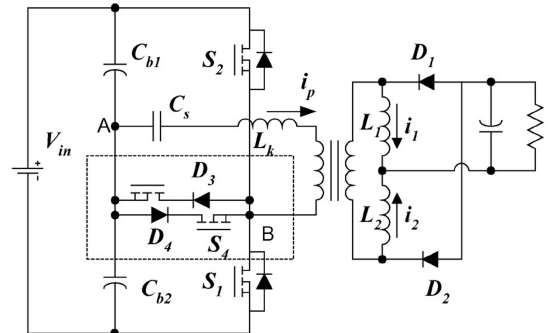 C_b1
S_2
D_1
C_s
i_p
A
V_in
L_k
L_1
i_1
D_3
L_2
i_2
D_4
S_4
B
C_b2
S_1
D_2